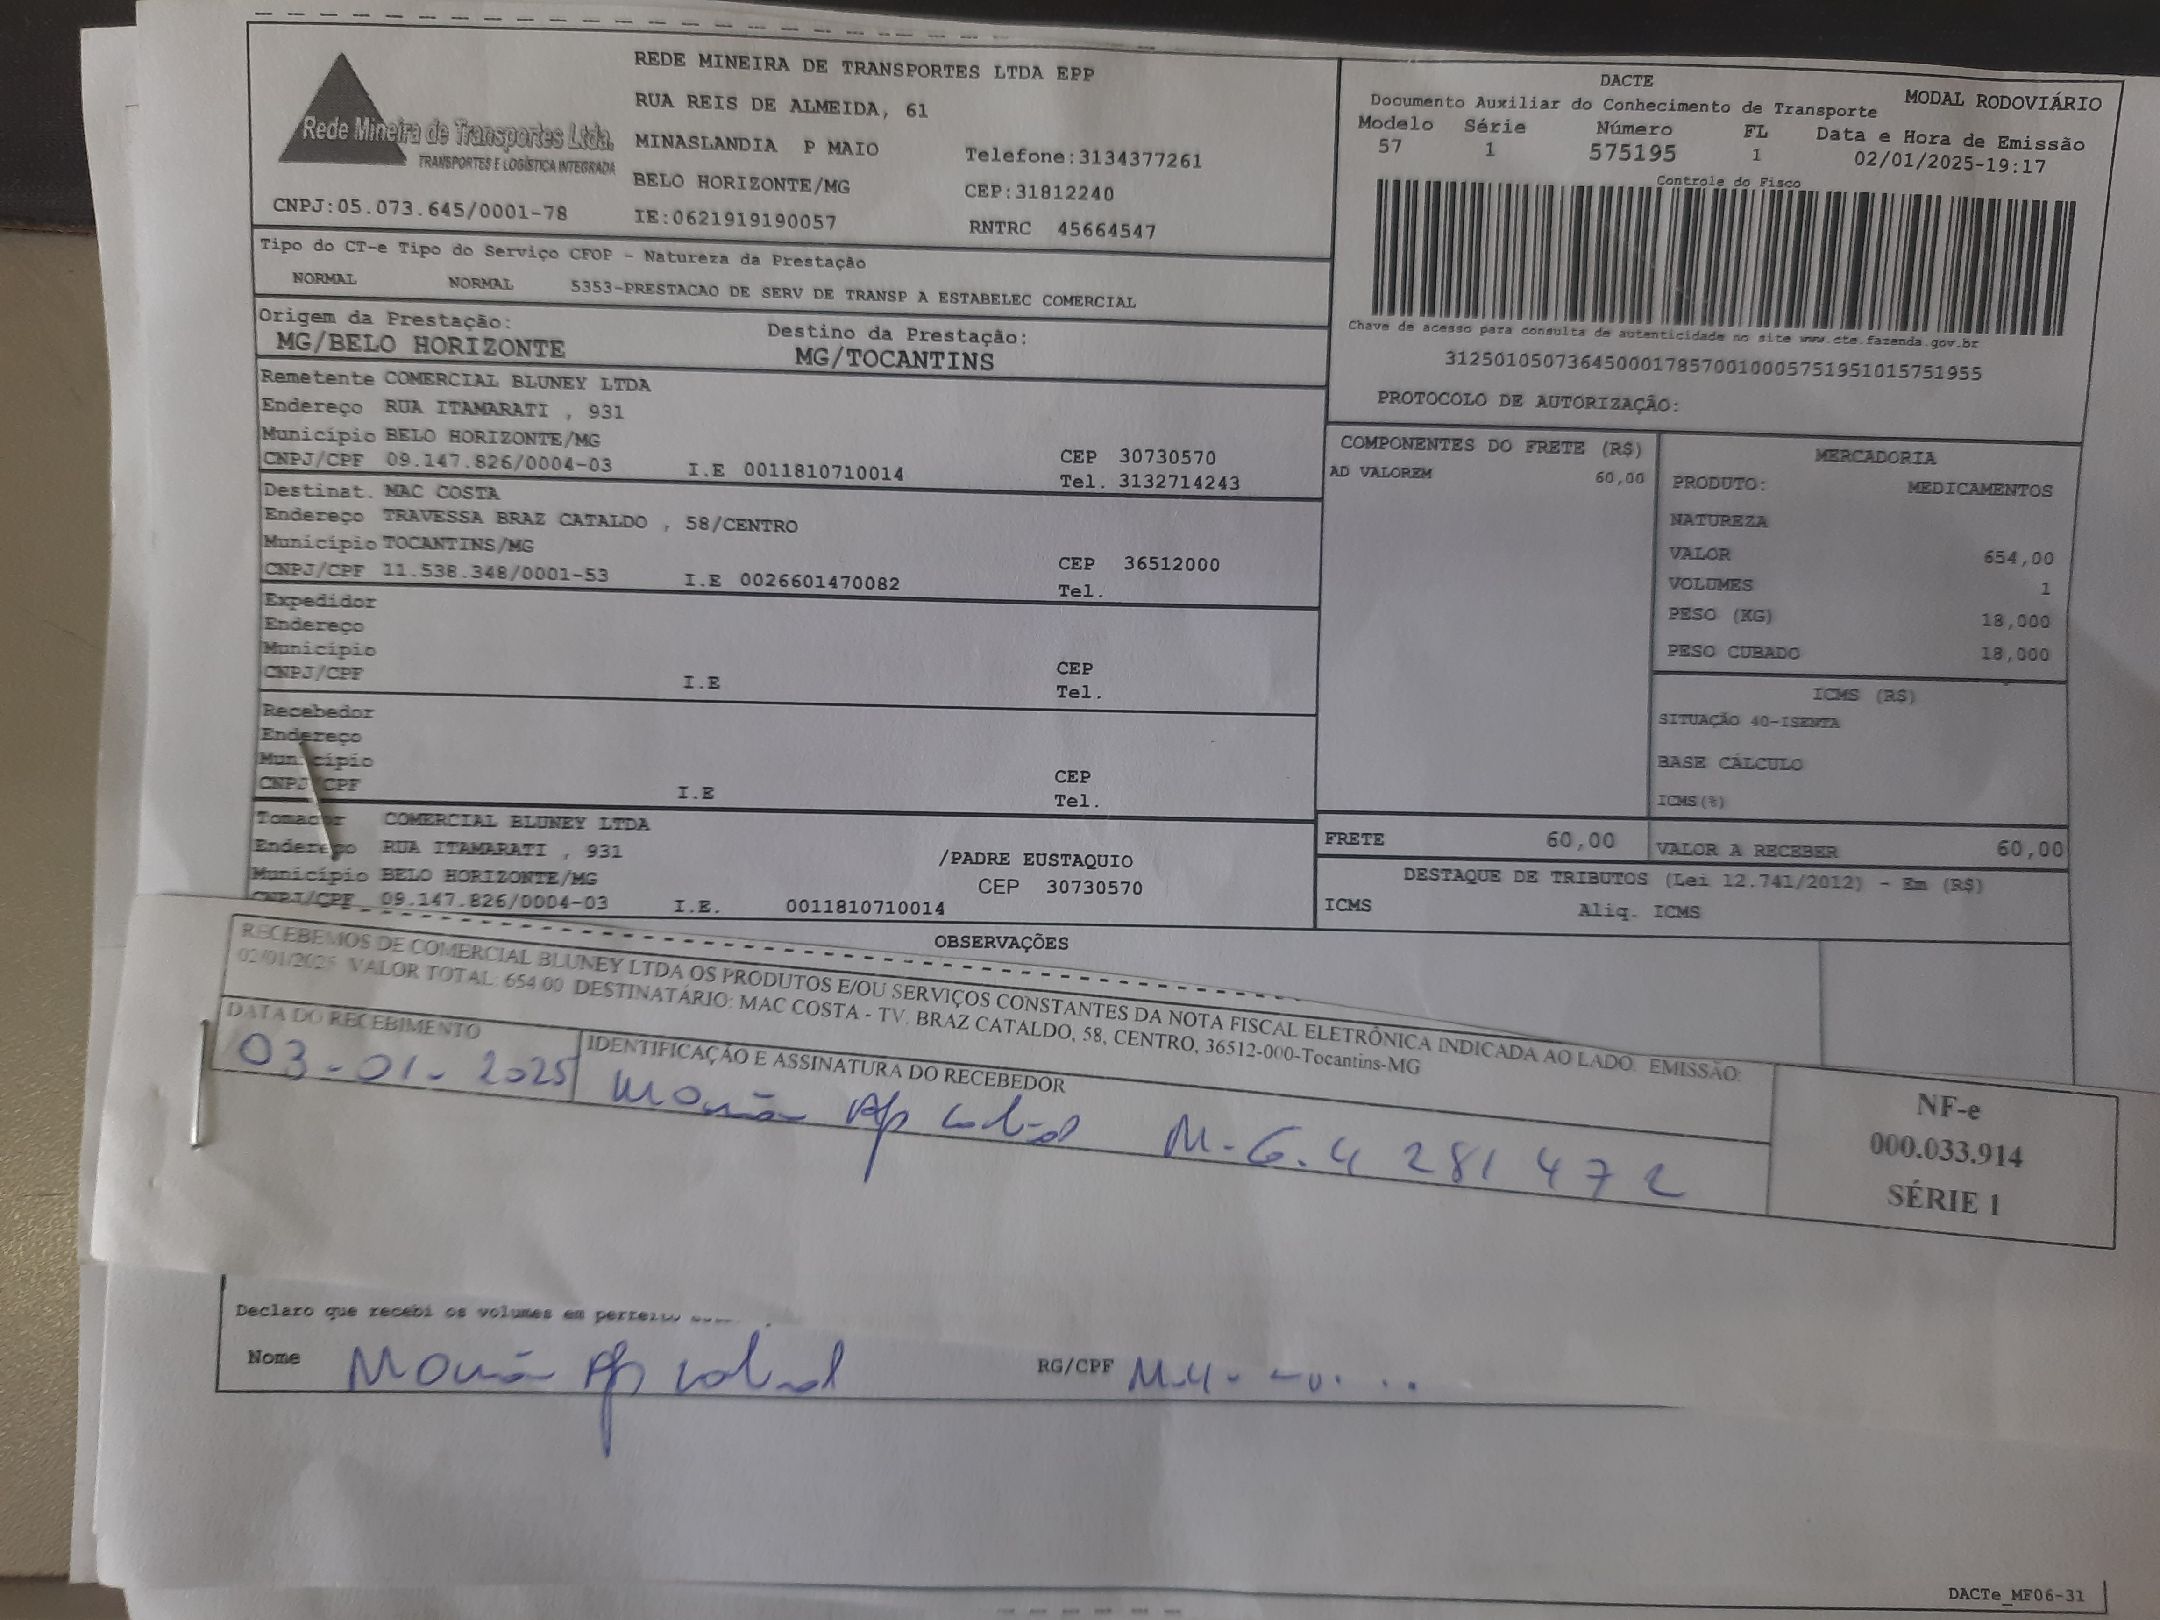 Rede Mineira de Transportes Ltda.
TRANSPORTES E LOGÍSTICA INTEGRADA
CNPJ:05.073.645/0001-78
REDE MINEIRA DE TRANSPORTES LTDA EPP
RUA REIS DE ALMEIDA, 61
MINASLANDIA P MAIO Telefone:3134377261
BELO HORIZONTE/MG CEP:31812240
IE:0621919190057 RNTRC 45664547
DACTE
Documento Auxiliar do Conhecimento de Transporte MODAL RODOVIÁRIO
Modelo Série Número FL Data e Hora de Emissão
57 1 575195 1 02/01/2025-19:17
Controle do Fisco
Chave de acesso para consulta de autenticidade no site www.cte.fazenda.gov.br
31250105073645000178570010005751951015751955
PROTOCOLO DE AUTORIZAÇÃO:
Tipo do CT-e Tipo do Serviço CFOP - Natureza da Prestação
NORMAL NORMAL 5353-PRESTACAO DE SERV DE TRANSP A ESTABELEC COMERCIAL
Origem da Prestação: Destino da Prestação:
MG/BELO HORIZONTE MG/TOCANTINS
Remetente COMERCIAL BLUNEY LTDA
Endereço RUA ITAMARATI , 931
Município BELO HORIZONTE/MG CEP 30730570
CNPJ/CPF 09.147.826/0004-03 I.E 0011810710014 Tel. 3132714243
Destinat. MAC COSTA
Endereço TRAVESSA BRAZ CATALDO , 58/CENTRO
Município TOCANTINS/MG CEP 36512000
CNPJ/CPF 11.538.348/0001-53 I.E 0026601470082 Tel.
Expedidor
Endereço
Município CEP
CNPJ/CPF I.E Tel.
Recebedor
Endereço
Município CEP
CNPJ/CPF I.E Tel.
Tomador COMERCIAL BLUNEY LTDA
Endereço RUA ITAMARATI , 931 /PADRE EUSTAQUIO
Município BELO HORIZONTE/MG CEP 30730570
CNPJ/CPF 09.147.826/0004-03 I.E. 0011810710014
COMPONENTES DO FRETE (R$)
AD VALOREM 60,00
MERCADORIA
PRODUTO: MEDICAMENTOS
NATUREZA
VALOR 654,00
VOLUMES 1
PESO (KG) 18,000
PESO CUBADO 18,000
ICMS (R$)
SITUAÇÃO 40-ISENTA
BASE CÁLCULO
ICMS(%)
FRETE 60,00 VALOR A RECEBER 60,00
DESTAQUE DE TRIBUTOS (Lei 12.741/2012) - Em (R$)
ICMS Aliq. ICMS
OBSERVAÇÕES
RECEBEMOS DE COMERCIAL BLUNEY LTDA OS PRODUTOS E/OU SERVIÇOS CONSTANTES DA NOTA FISCAL ELETRÔNICA INDICADA AO LADO. EMISSÃO:
02/01/2025 VALOR TOTAL: 654.00 DESTINATÁRIO: MAC COSTA - TV. BRAZ CATALDO, 58, CENTRO, 36512-000-Tocantins-MG
DATA DO RECEBIMENTO IDENTIFICAÇÃO E ASSINATURA DO RECEBEDOR
03-01-2025 Ap M-G.4 281 472
NF-e
000.033.914
SÉRIE 1
Declaro que recebi os volumes em
Nome Ap RG/CPF
DACTe_MF06-31